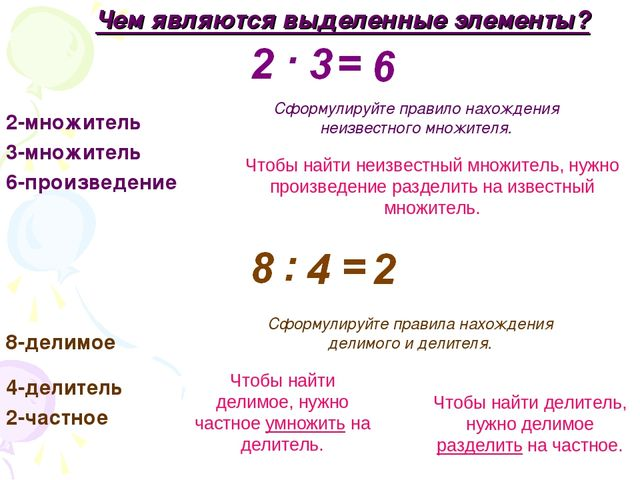 Чем являются выделенные элементы?
2 · 3 = 6
2-множитель
3-множитель
6-произведение
Сформулируйте правило нахождения
неизвестного множителя.
Чтобы найти неизвестный множитель, нужно
произведение разделить на известный
множитель.
8 : 4 = 2
8-делимое
4-делитель
2-частное
Сформулируйте правила нахождения
делимого и делителя.
Чтобы найти
делимое, нужно
частное умножить на
делитель.
Чтобы найти делитель,
нужно делимое
разделить на частное.